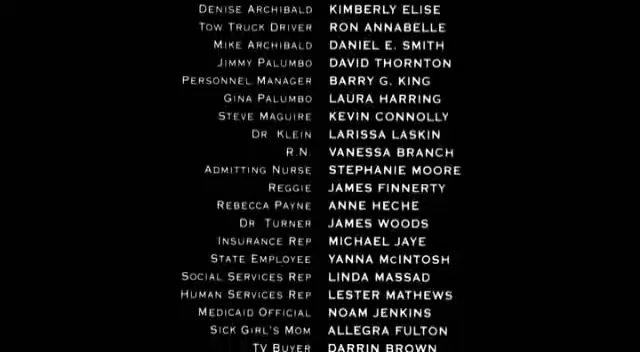 Denise Archibald KIMBERLY ELISE
Tow Truck Driver RON ANNABELLE
Mike Archibald DANIEL E. SMITH
Jimmy Palumbo DAVID THORNTON
Personnel Manager BARRY G. KING
Gina Palumbo LAURA HARRING
Steve Maguire KEVIN CONNOLLY
Dr Klein LARISSA LASKIN
R.N. VANESSA BRANCH
Admitting Nurse STEPHANIE MOORE
Reggie JAMES FINNERTY
Rebecca Payne ANNE HECHE
Dr Turner JAMES WOODS
Insurance Rep MICHAEL JAYE
State Employee YANNA McINTOSH
Social Services Rep LINDA MASSAD
Human Services Rep LESTER MATHEWS
Medicaid Official NOAM JENKINS
Sick Girl's Mom ALLEGRA FULTON
TV Buyer DARRIN BROWN